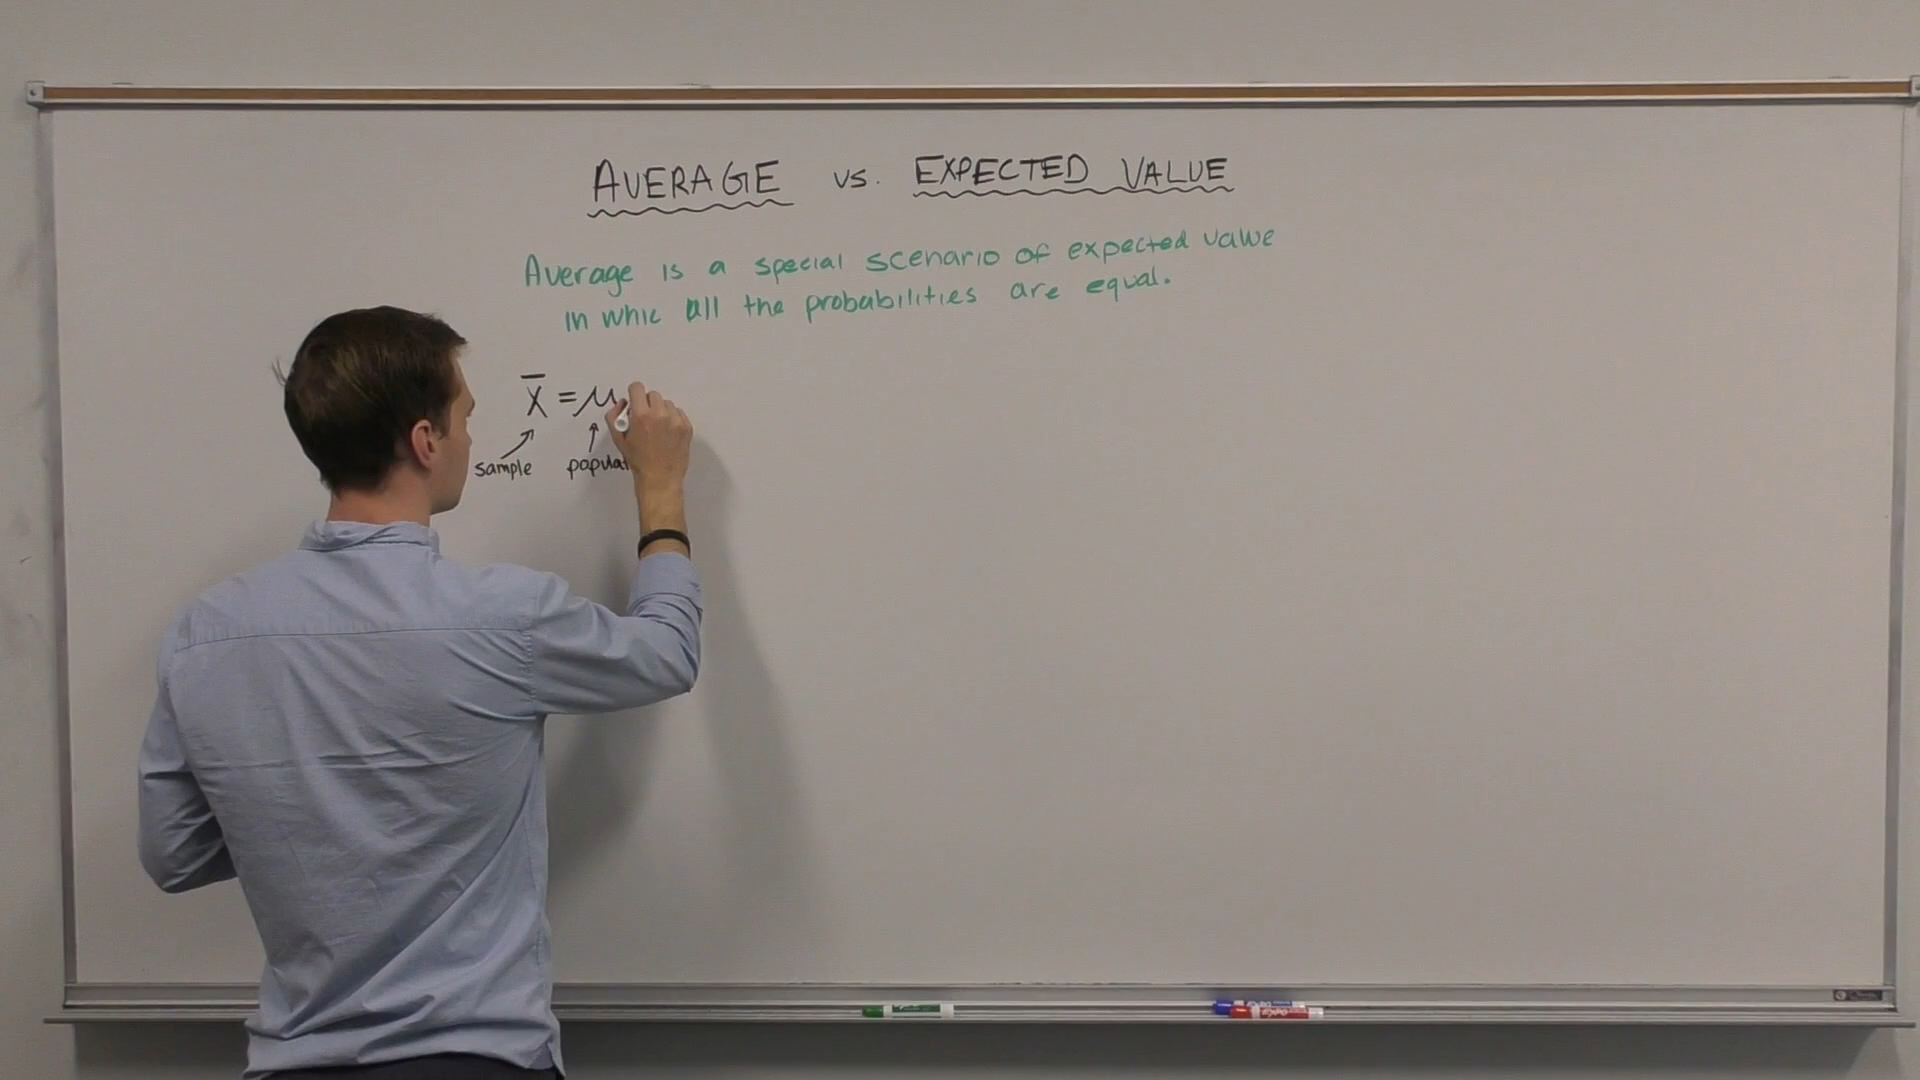 AVERAGE vs. EXPECTED VALUE
Average is a special scenario of expected value
in whic all the probabilities are equal.
x̄ = μ
sample
EXPO